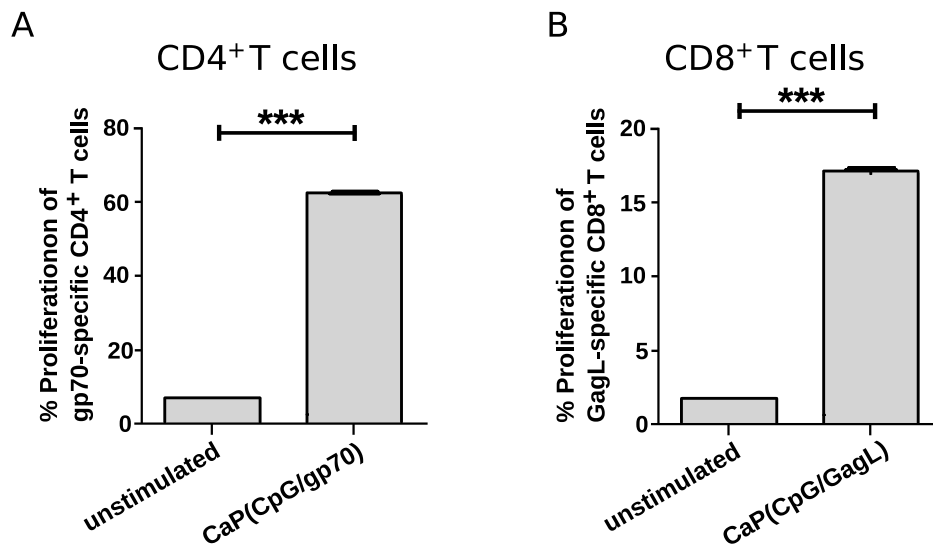 A
CD4+ T cells
***
% Proliferationon of
gp70-specific CD4+ T cells
80
60
40
20
0
unstimulated
CaP(CpG/gp70)
B
CD8+ T cells
***
% Proliferation of
GagL-specific CD8+ T cells
20
15
10
5
0
unstimulated
CaP(CpG/GagL)